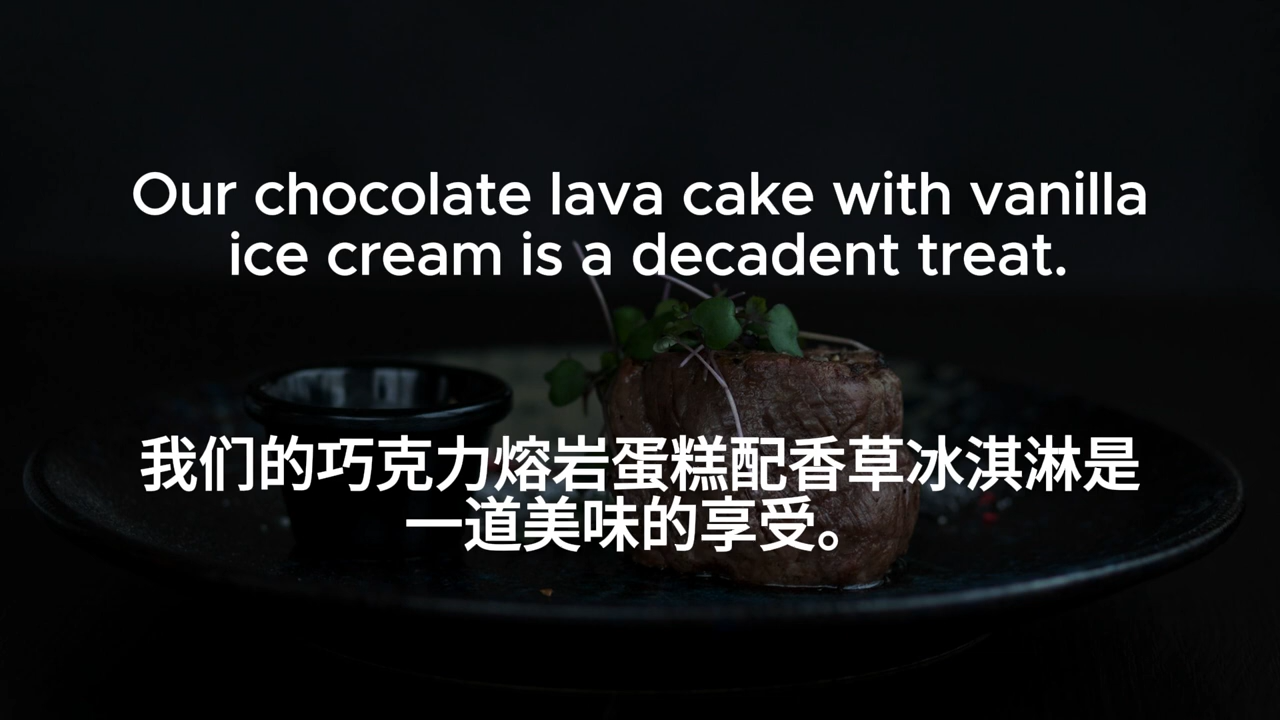 Our chocolate lava cake with vanilla
ice cream is a decadent treat.
我们的巧克力熔岩蛋糕配香草冰淇淋是
一道美味的享受。